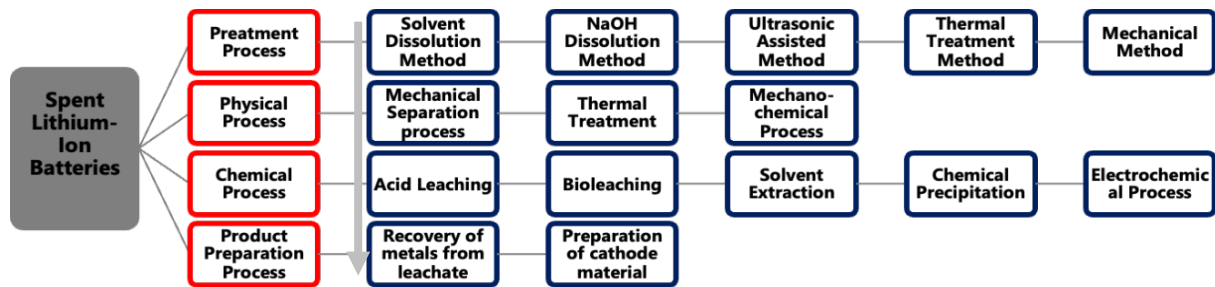 Spent
Lithium-
Ion
Batteries
Preatment
Process
Solvent
Dissolution
Method
NaOH
Dissolution
Method
Ultrasonic
Assisted
Method
Thermal
Treatment
Method
Mechanical
Method
Physical
Process
Mechanical
Separation
process
Thermal
Treatment
Mechano-
chemical
Process
Chemical
Process
Acid Leaching
Bioleaching
Solvent
Extraction
Chemical
Precipitation
Electrochemic
al Process
Product
Preparation
Process
Recovery of
metals from
leachate
Preparation
of cathode
material